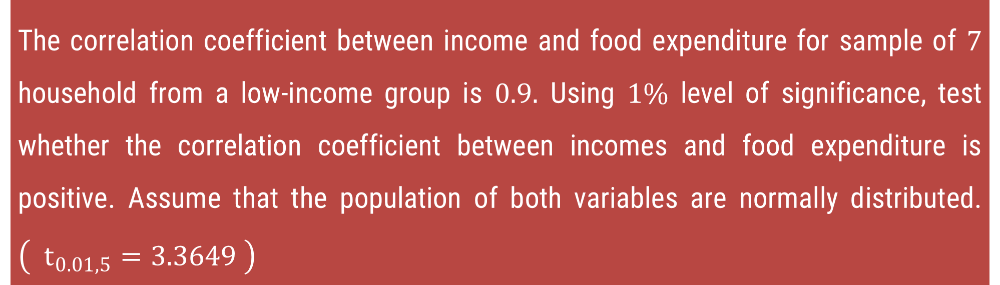 The correlation coefficient between income and food expenditure for sample of 7
household from a low-income group is 0.9. Using 1% level of significance, test
whether the correlation coefficient between incomes and food expenditure is
positive. Assume that the population of both variables are normally distributed.
( t₀.₀₁,₅ = 3.3649 )